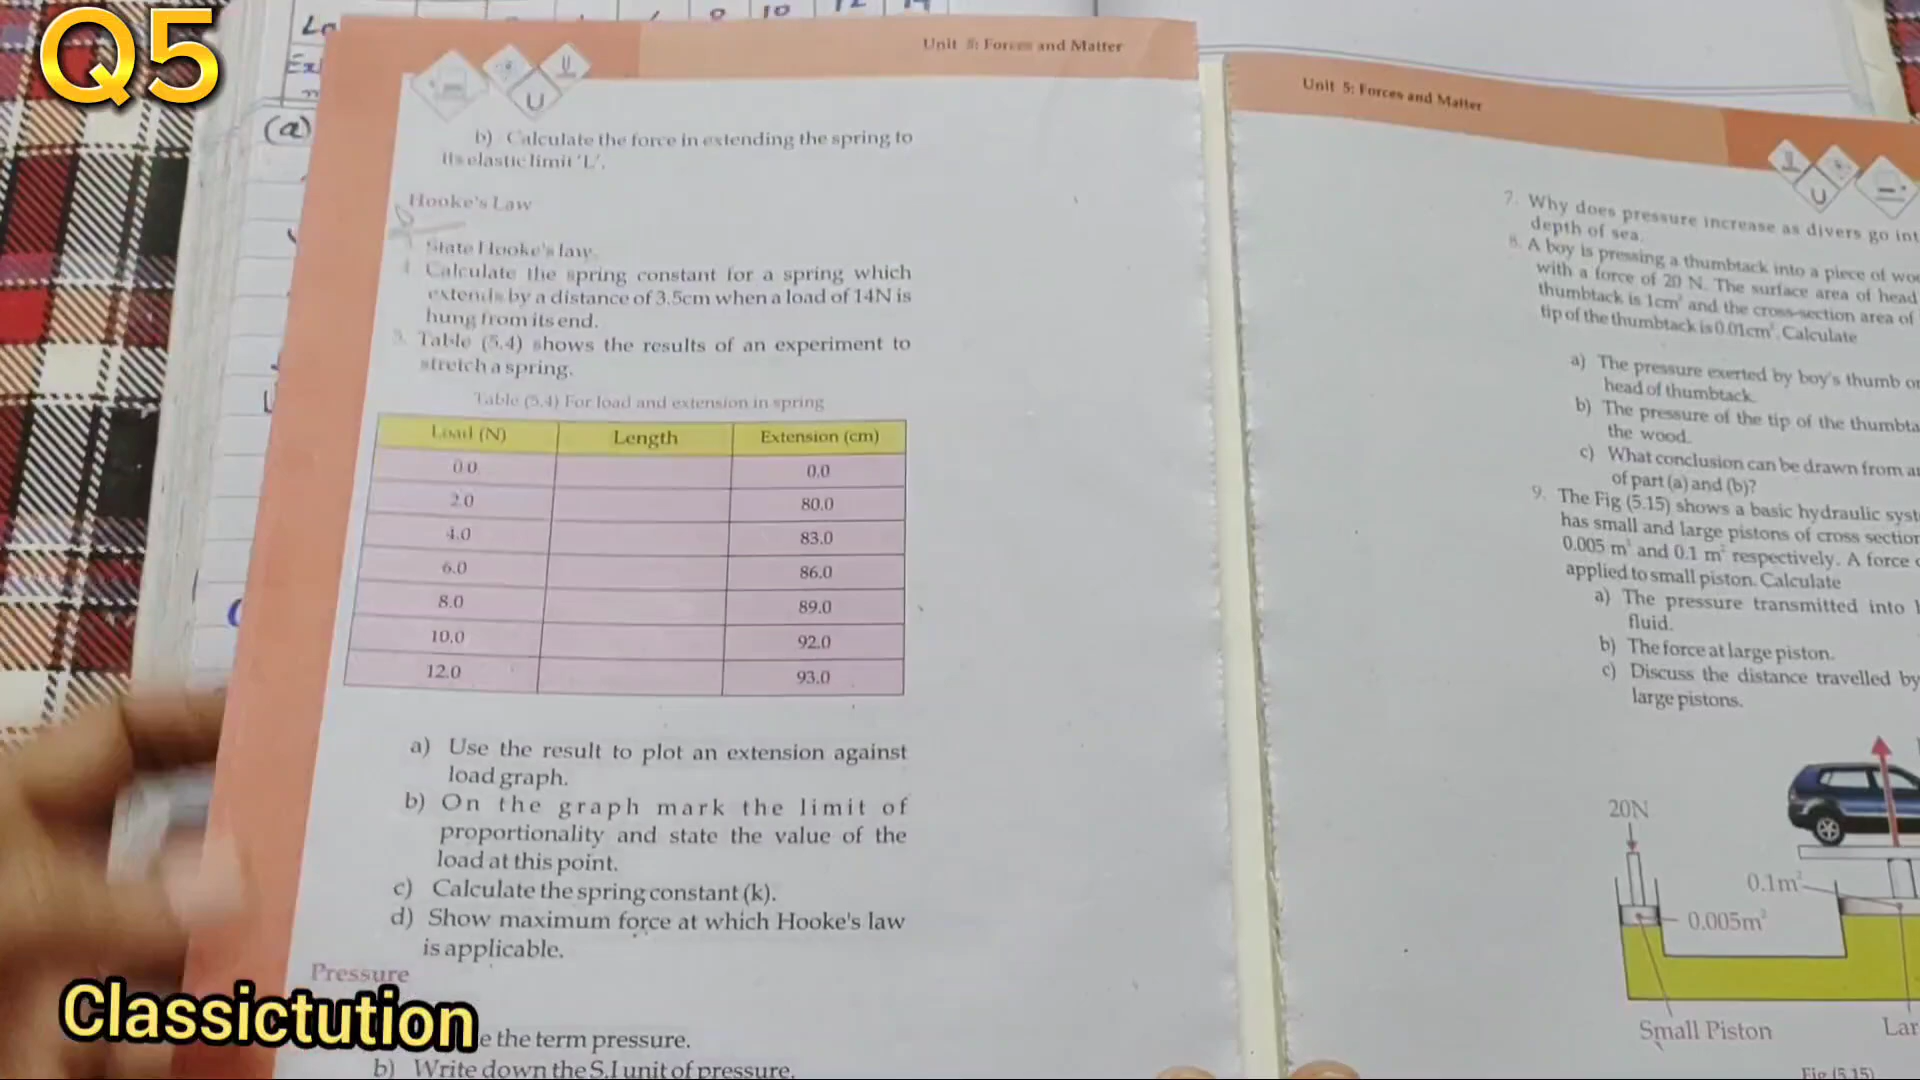 Q5
8 10 12 14
(a)
Unit 5: Forces and Matter
b) Calculate the force in extending the spring to
its elastic limit 'L'.
Hooke's Law
State Hooke's law.
4 Calculate the spring constant for a spring which
extends by a distance of 3.5cm when a load of 14N is
hung from its end.
5. Table (5.4) shows the results of an experiment to
stretch a spring.
Table (5.4) For load and extension in spring
Load (N) Length Extension (cm)
0.0 0.0
2.0 80.0
4.0 83.0
6.0 86.0
8.0 89.0
10.0 92.0
12.0 93.0
a) Use the result to plot an extension against
load graph.
b) On the graph mark the limit of
proportionality and state the value of the
load at this point.
c) Calculate the spring constant (k).
d) Show maximum force at which Hooke's law
is applicable.
Pressure
the term pressure.
b) Write down the S.I unit of pressure.
Classictution
Unit 5: Forces and Matter
7. Why does pressure increase as divers go int
depth of sea.
8. A boy is pressing a thumbtack into a piece of wo
with a force of 20 N. The surface area of head
thumbtack is 1cm² and the cross-section area of
tip of the thumbtack is 0.01cm². Calculate
a) The pressure exerted by boy's thumb on
head of thumbtack.
b) The pressure of the tip of the thumbta
the wood.
c) What conclusion can be drawn from a
of part (a) and (b)?
9. The Fig (5.15) shows a basic hydraulic syst
has small and large pistons of cross section
0.005 m² and 0.1 m² respectively. A force
applied to small piston. Calculate
a) The pressure transmitted into
fluid.
b) The force at large piston.
c) Discuss the distance travelled by
large pistons.
20N
0.1m²
0.005m²
Small Piston Lar
Fig (5.15)